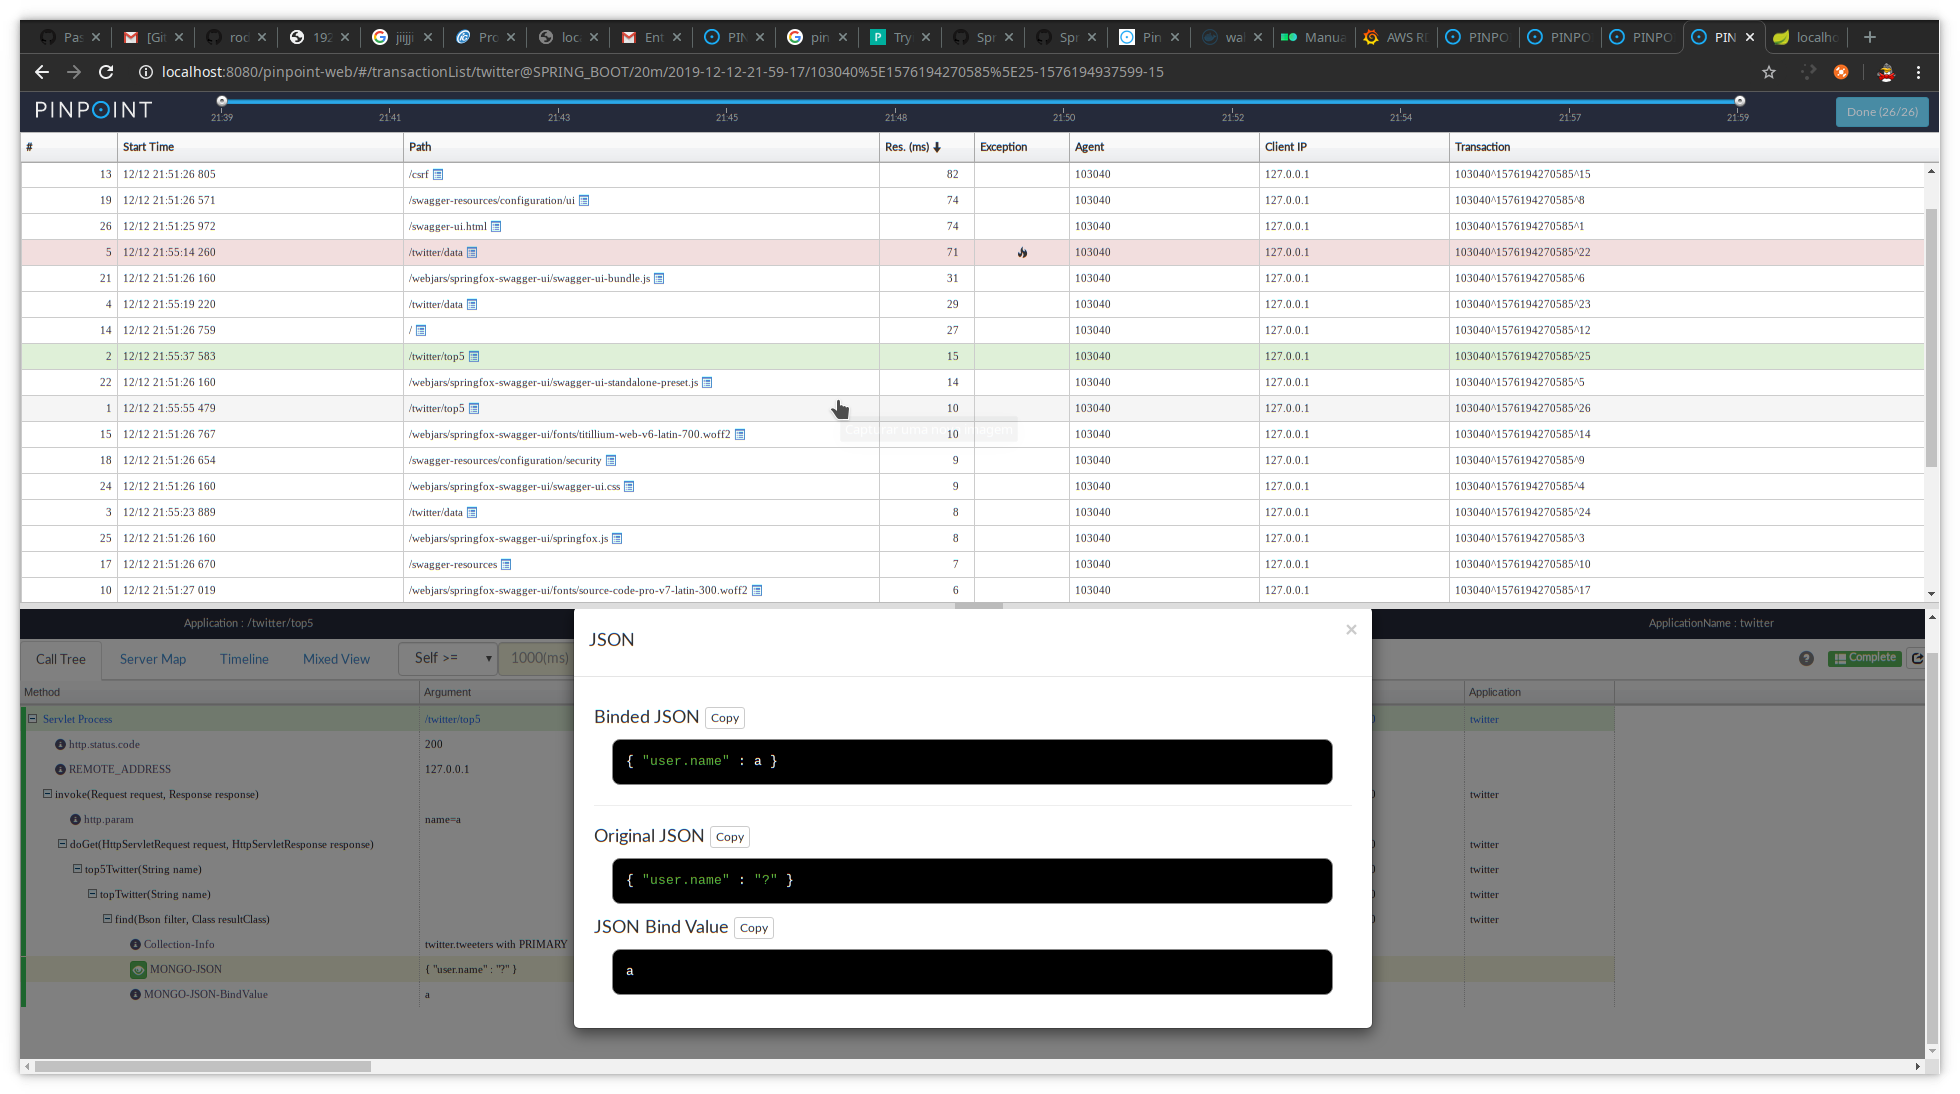 Pas [Git roc 192 jiijji Pro loca Ent PIN pin Try Spr Spr Pin wal Manua AWS RI PINPO PINPO PINPO PIN localho
localhost:8080/pinpoint-web/#/transactionList/twitter@SPRING_BOOT/20m/2019-12-12-21-59-17/103040%5E1576194270585%5E25-1576194937599-15
PINPOINT 21:39 21:41 21:43 21:45 21:48 21:50 21:52 21:54 21:57 21:59 Done (26/26)
# Start Time Path Res. (ms) Exception Agent Client IP Transaction
13 12/12 21:51:26 805 /csrf 82 103040 127.0.0.1 103040^1576194270585^15
19 12/12 21:51:26 571 /swagger-resources/configuration/ui 74 103040 127.0.0.1 103040^1576194270585^8
26 12/12 21:51:25 972 /swagger-ui.html 74 103040 127.0.0.1 103040^1576194270585^1
5 12/12 21:55:14 260 /twitter/data 71 103040 127.0.0.1 103040^1576194270585^22
21 12/12 21:51:26 160 /webjars/springfox-swagger-ui/swagger-ui-bundle.js 31 103040 127.0.0.1 103040^1576194270585^6
4 12/12 21:55:19 220 /twitter/data 29 103040 127.0.0.1 103040^1576194270585^23
14 12/12 21:51:26 759 / 27 103040 127.0.0.1 103040^1576194270585^12
2 12/12 21:55:37 583 /twitter/top5 15 103040 127.0.0.1 103040^1576194270585^25
22 12/12 21:51:26 160 /webjars/springfox-swagger-ui/swagger-ui-standalone-preset.js 14 103040 127.0.0.1 103040^1576194270585^5
1 12/12 21:55:55 479 /twitter/top5 10 103040 127.0.0.1 103040^1576194270585^26
15 12/12 21:51:26 767 /webjars/springfox-swagger-ui/fonts/titillium-web-v6-latin-700.woff2 10 103040 127.0.0.1 103040^1576194270585^14
18 12/12 21:51:26 654 /swagger-resources/configuration/security 9 103040 127.0.0.1 103040^1576194270585^9
24 12/12 21:51:26 160 /webjars/springfox-swagger-ui/swagger-ui.css 9 103040 127.0.0.1 103040^1576194270585^4
3 12/12 21:55:23 889 /twitter/data 8 103040 127.0.0.1 103040^1576194270585^24
25 12/12 21:51:26 160 /webjars/springfox-swagger-ui/springfox.js 8 103040 127.0.0.1 103040^1576194270585^3
17 12/12 21:51:26 670 /swagger-resources 7 103040 127.0.0.1 103040^1576194270585^10
10 12/12 21:51:27 019 /webjars/springfox-swagger-ui/fonts/source-code-pro-v7-latin-300.woff2 6 103040 127.0.0.1 103040^1576194270585^17
Application : /twitter/top5 ApplicationName : twitter
Call Tree Server Map Timeline Mixed View Self >= 1000(ms) Complete
Method Argument Application
Servlet Process /twitter/top5 twitter
http.status.code 200
REMOTE_ADDRESS 127.0.0.1
invoke(Request request, Response response) twitter
http.param name=a
doGet(HttpServletRequest request, HttpServletResponse response) twitter
top5Twitter(String name) twitter
topTwitter(String name) twitter
find(Bson filter, Class resultClass) twitter
Collection-Info twitter.tweeters with PRIMARY
MONGO-JSON { "user.name" : "?" }
MONGO-JSON-BindValue a
JSON ×
Binded JSON Copy
{ "user.name" : a }
Original JSON Copy
{ "user.name" : "?" }
JSON Bind Value Copy
a